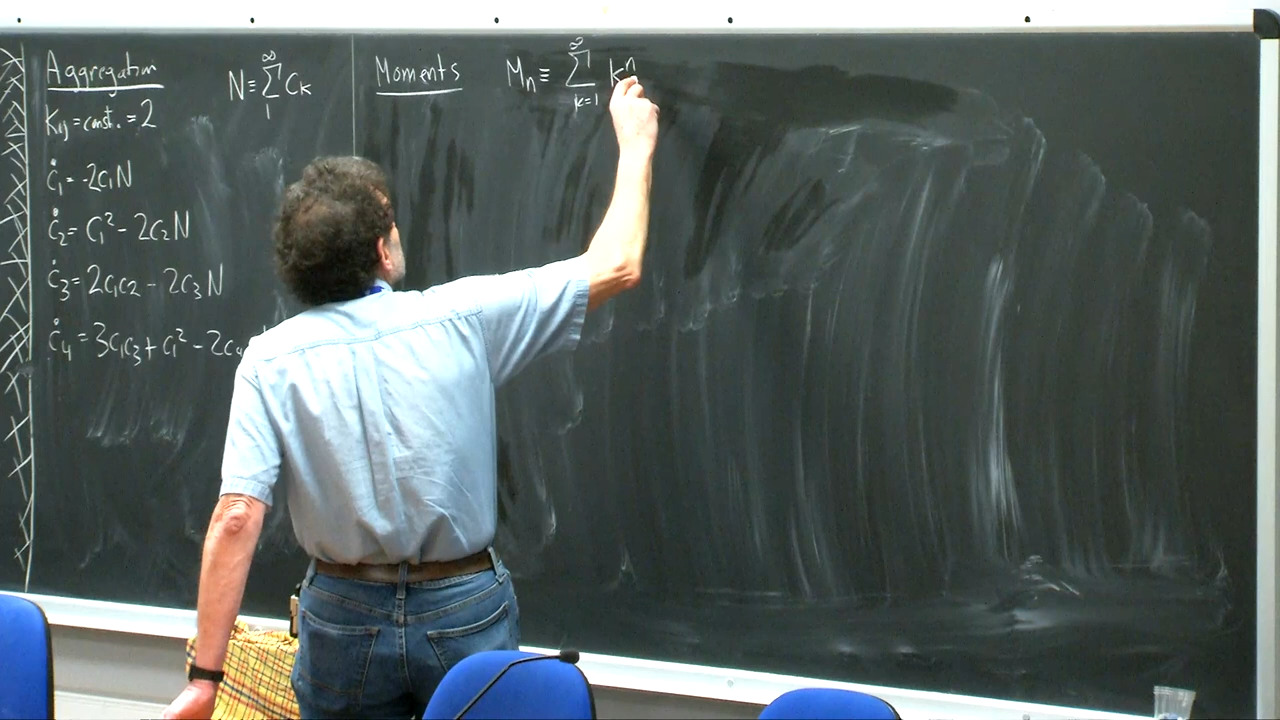 Aggregation
N ≡ ∑₁^∞ Cₖ
Kᵢⱼ = const. = 2
ċ₁ = -2c₁N
ċ₂ = c₁² - 2c₂N
ċ₃ = 2c₁c₂ - 2c₃N
ċ₄ = 3c₁c₃ + c₁² - 2c₄
Moments
Mₙ ≡ ∑ₖ₌₁^∞ kⁿ